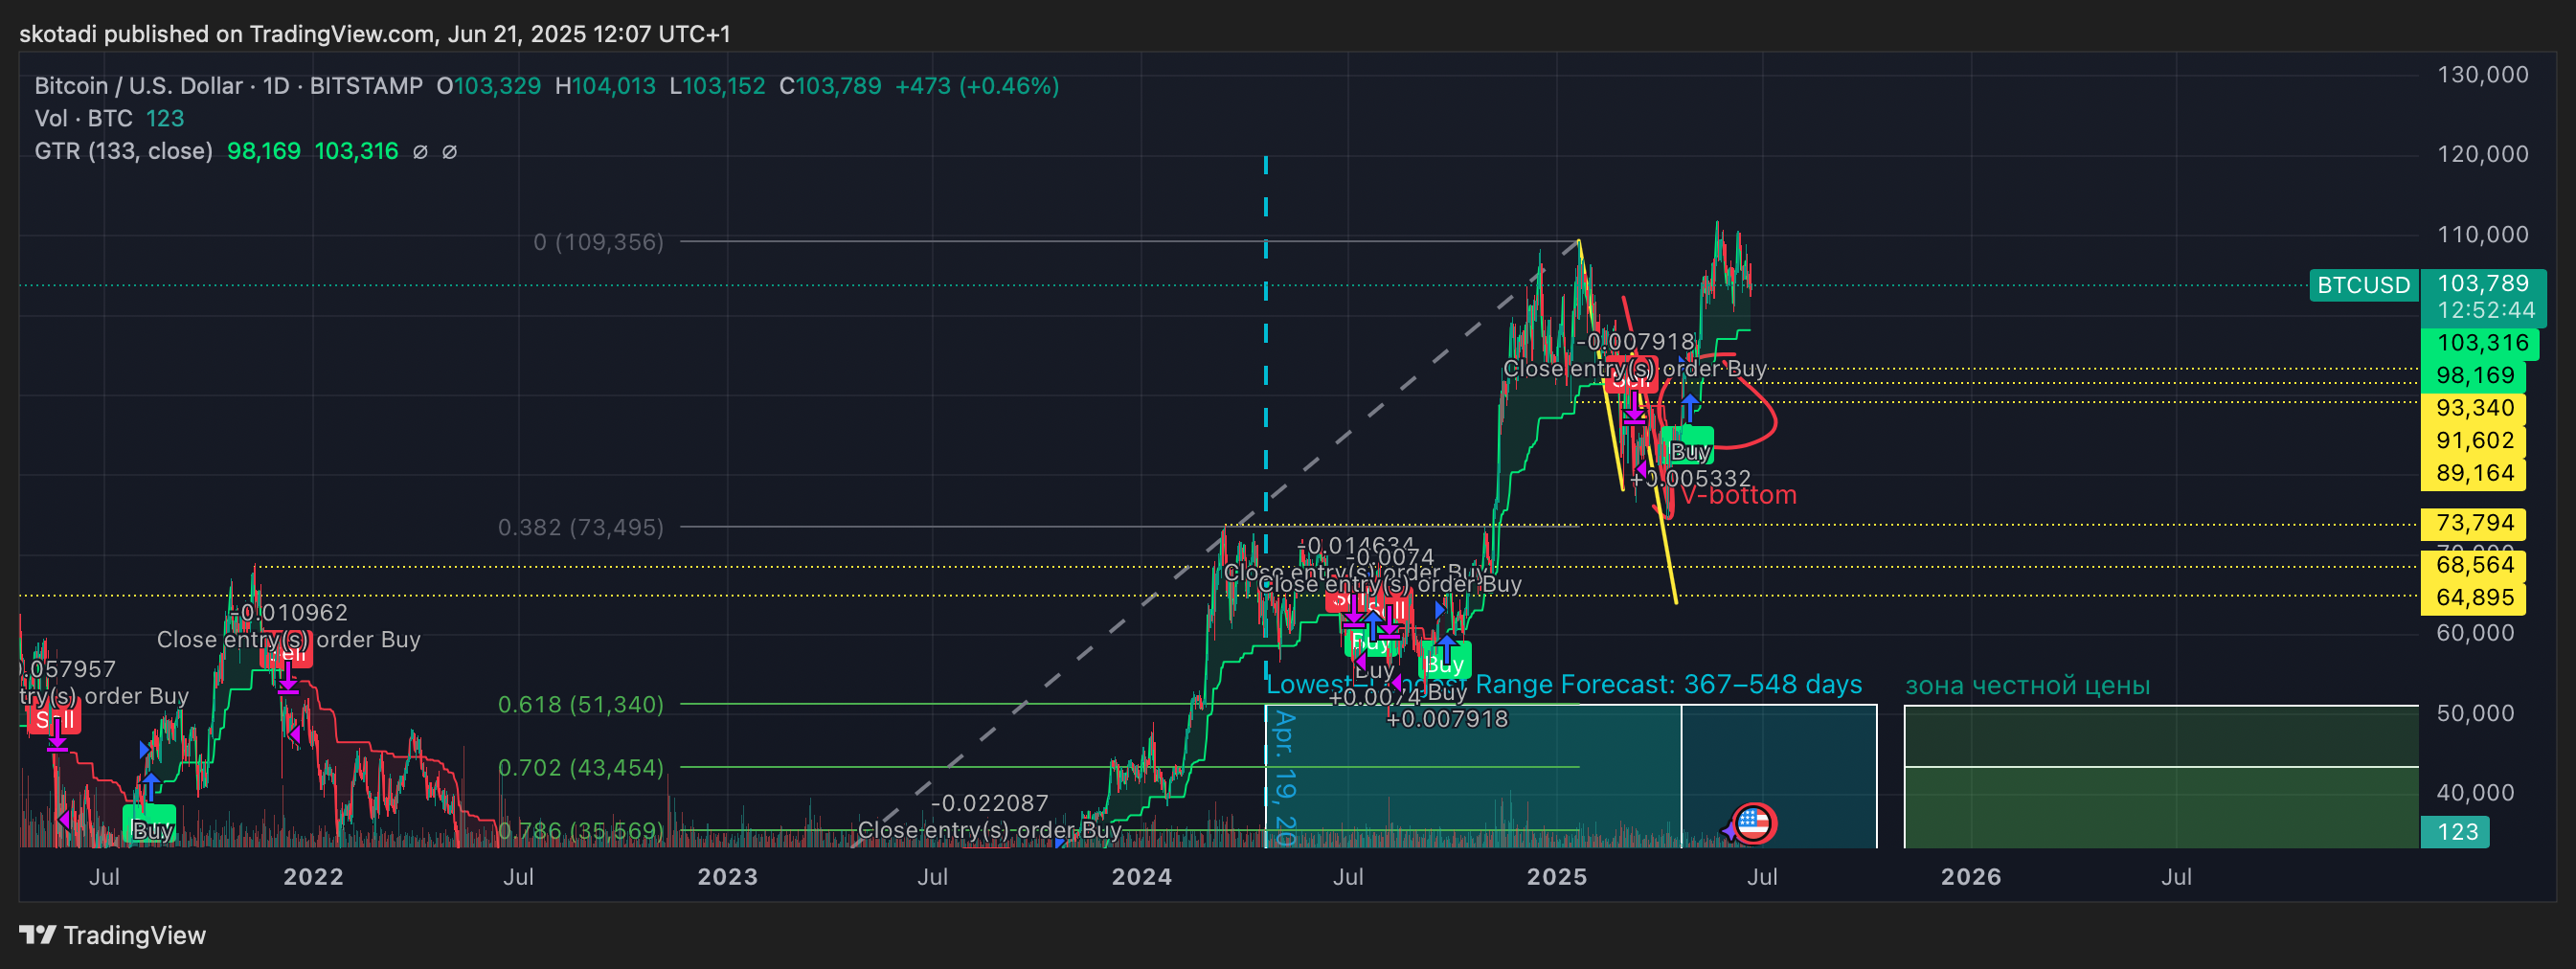 skotadi published on TradingView.com, Jun 21, 2025 12:07 UTC+1
Bitcoin / U.S. Dollar · 1D · BITSTAMP O103,329 H104,013 L103,152 C103,789 +473 (+0.46%)
Vol · BTC 123
GTR (133, close) 98,169 103,316 ∅ ∅
130,000
120,000
110,000
0 (109,356)
BTCUSD 103,789
12:52:44
103,316
98,169
93,340
91,602
89,164
-0.007918
Close entry(s) order Buy
Sell
Buy
+0.005332
V-bottom
0.382 (73,495)
73,794
68,564
64,895
60,000
-0.014634
-0.0074
Close entry(s) order Buy
Close entry(s) order Buy
Sell
Sell
Buy
Buy
Buy
Buy
+0.0074
+0.007918
-0.010962
Close entry(s) order Buy
Sell
.057957
try(s) order Buy
Sell
Buy
Range Forecast: 367–548 days
зона честной цены
0.618 (51,340)
50,000
Apr. 19, 20
0.702 (43,454)
40,000
-0.022087
0.786 (35,569)
Close entry(s) order Buy
123
Jul 2022 Jul 2023 Jul 2024 Jul 2025 Jul 2026 Jul
TradingView